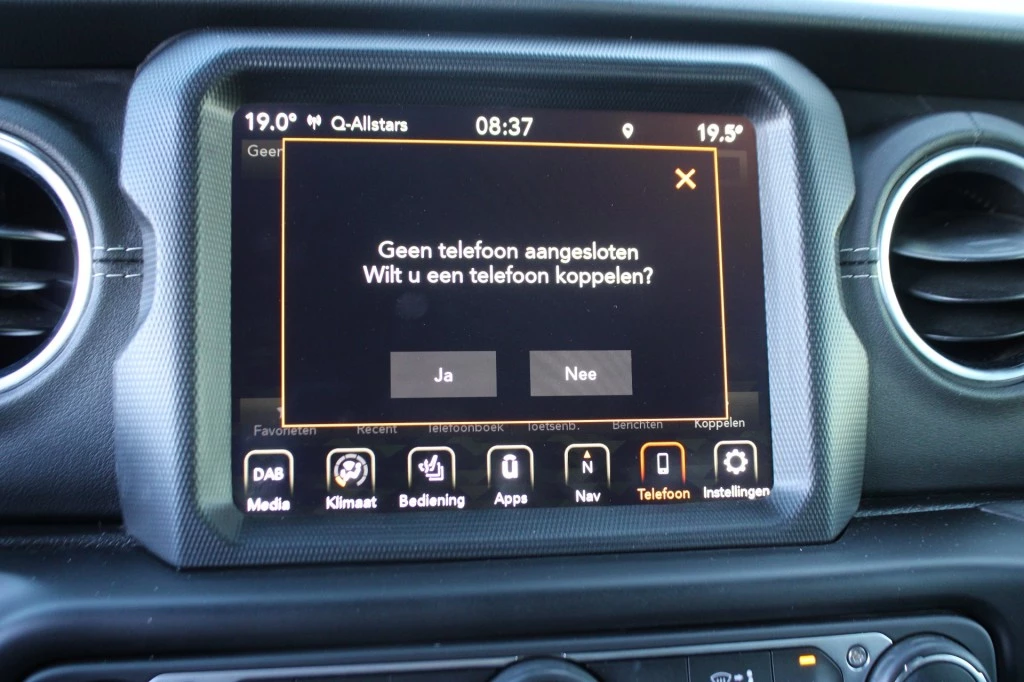 19.0° Q-Allstars 08:37 19.5°
Geen
Geen telefoon aangesloten
Wilt u een telefoon koppelen?
Ja Nee
Favorieten Recent Telefoonboek Toetsenb. Berichten Koppelen
DAB N
Media Klimaat Bediening Apps Nav Telefoon Instellingen